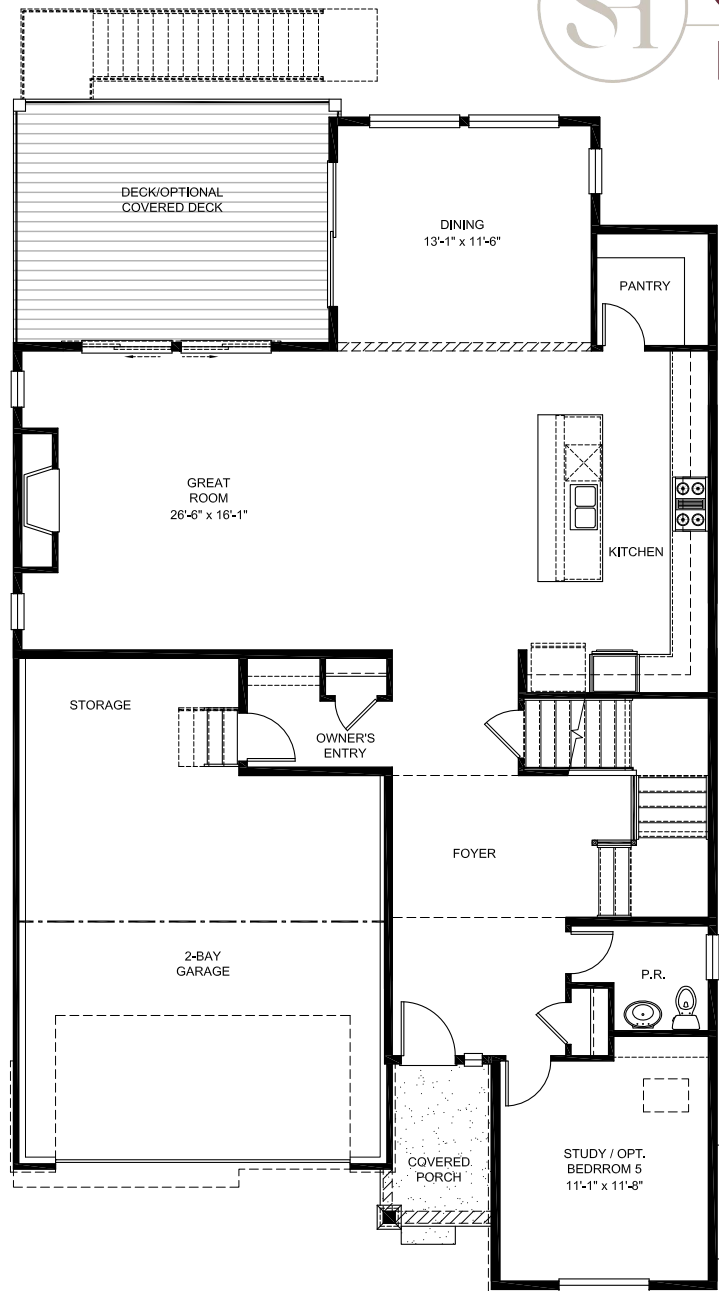 SH
DECK/OPTIONAL
COVERED DECK
DINING
13'-1" x 11'-6"
PANTRY
GREAT
ROOM
26'-6" x 16'-1"
KITCHEN
STORAGE
OWNER'S
ENTRY
FOYER
2-BAY
GARAGE
P.R.
COVERED
PORCH
STUDY / OPT.
BEDRROM 5
11'-1" x 11'-8"